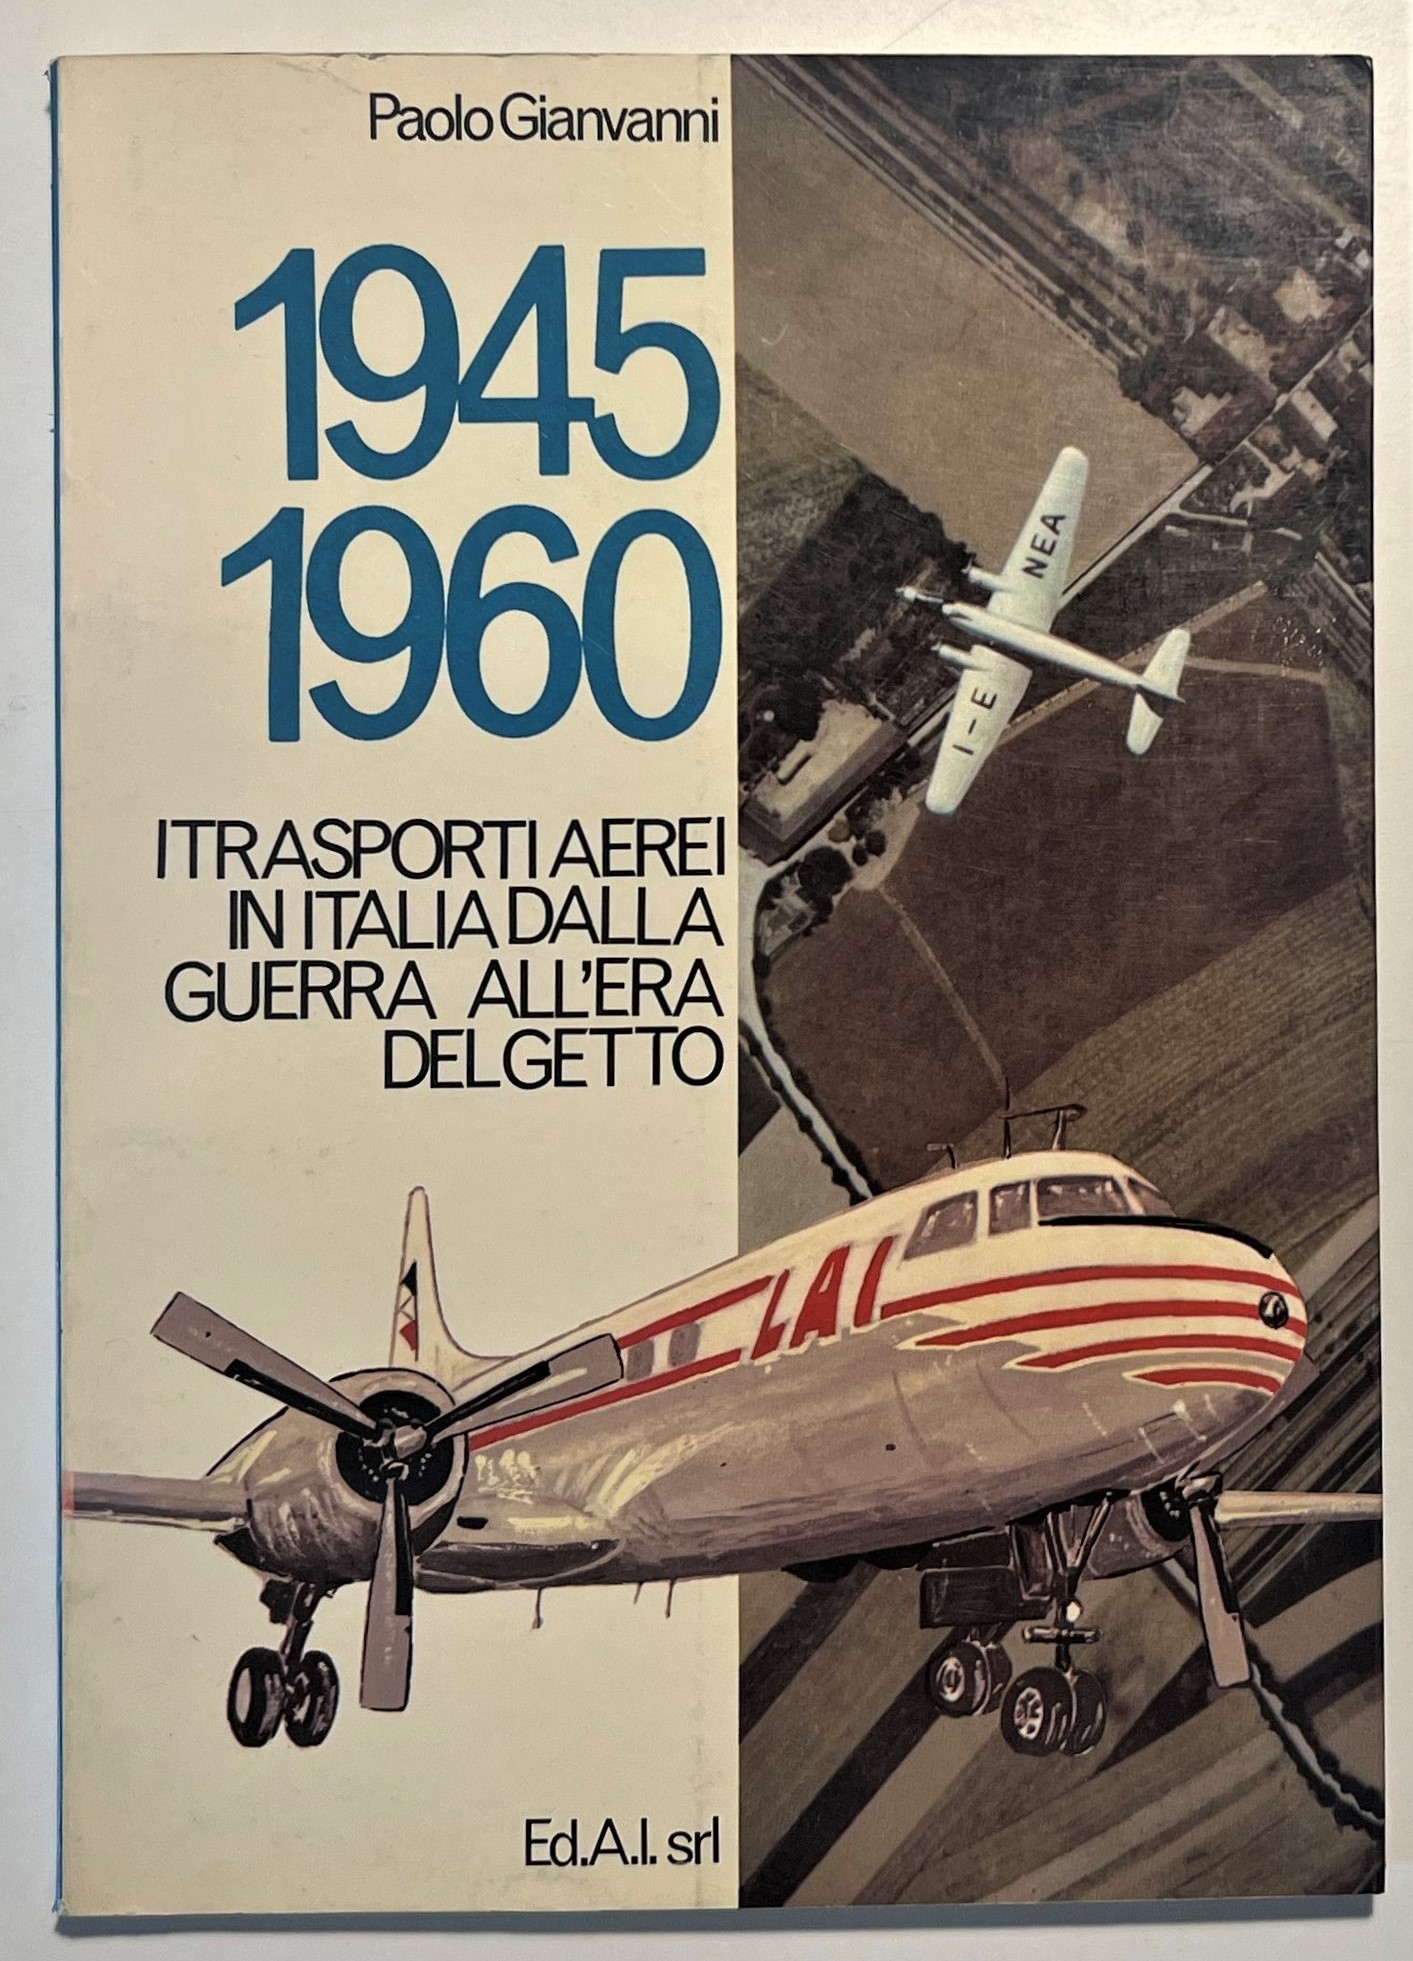 Paolo Gianvanni
1945
1960
I TRASPORTI AEREI
IN ITALIA DALLA
GUERRA ALL'ERA
DEL GETTO
NEA
I-E
LAI
Ed.A.I. srl